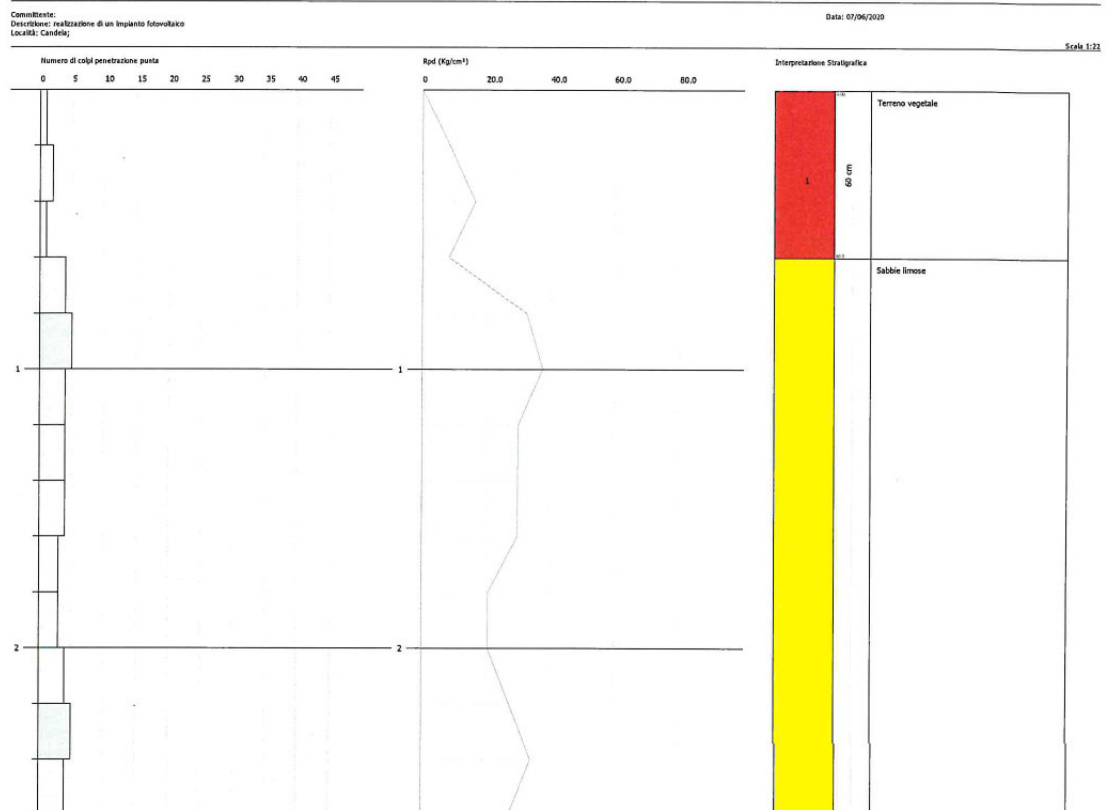 Committente:
Descrizione: realizzazione di un impianto fotovoltaico
Località: Candela;
Data: 07/06/2020
Scala 1:22
Numero di colpi penetrazione punta
Rpd (Kg/cm²)
Interpretazione Stratigrafica
0 5 10 15 20 25 30 35 40 45
0 20.0 40.0 60.0 80.0
Terreno vegetale
1
60 cm
Sabbie limose
1
1
2
2